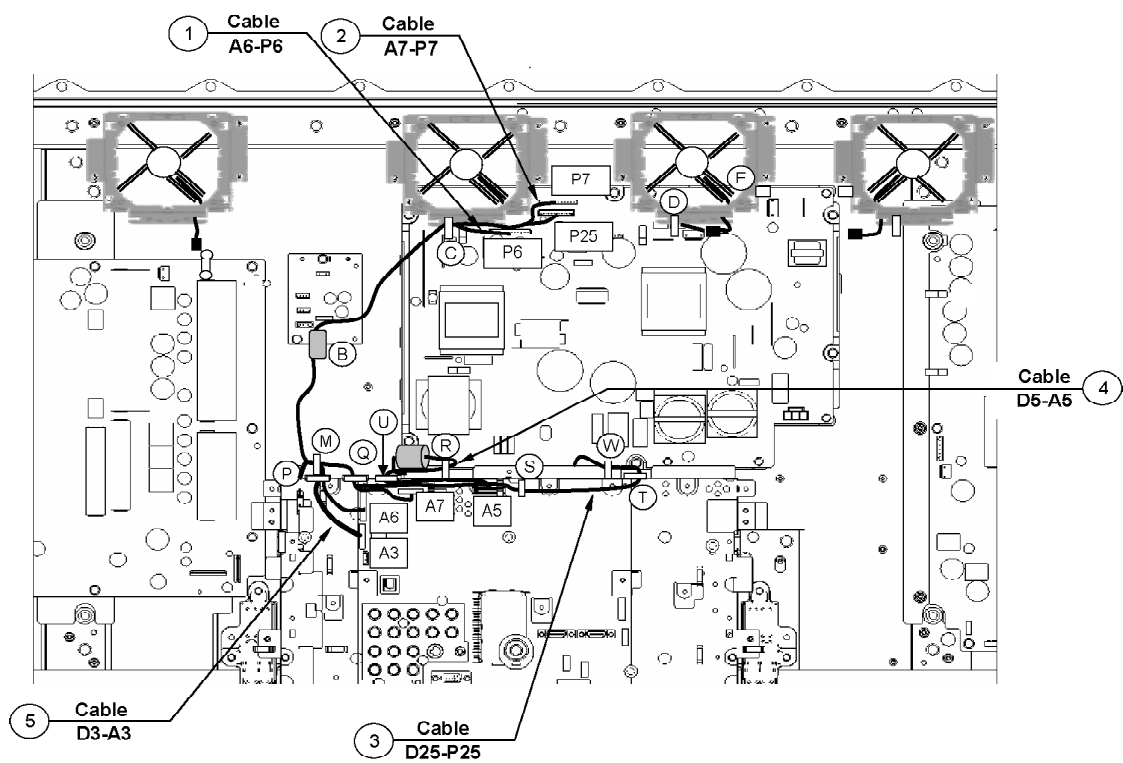 1
Cable
A6-P6
2
Cable
A7-P7
P7
F
D
P25
P6
C
B
Cable
D5-A5
4
U
M
Q
R
W
S
P
T
A7
A5
A6
A3
5
Cable
D3-A3
3
Cable
D25-P25